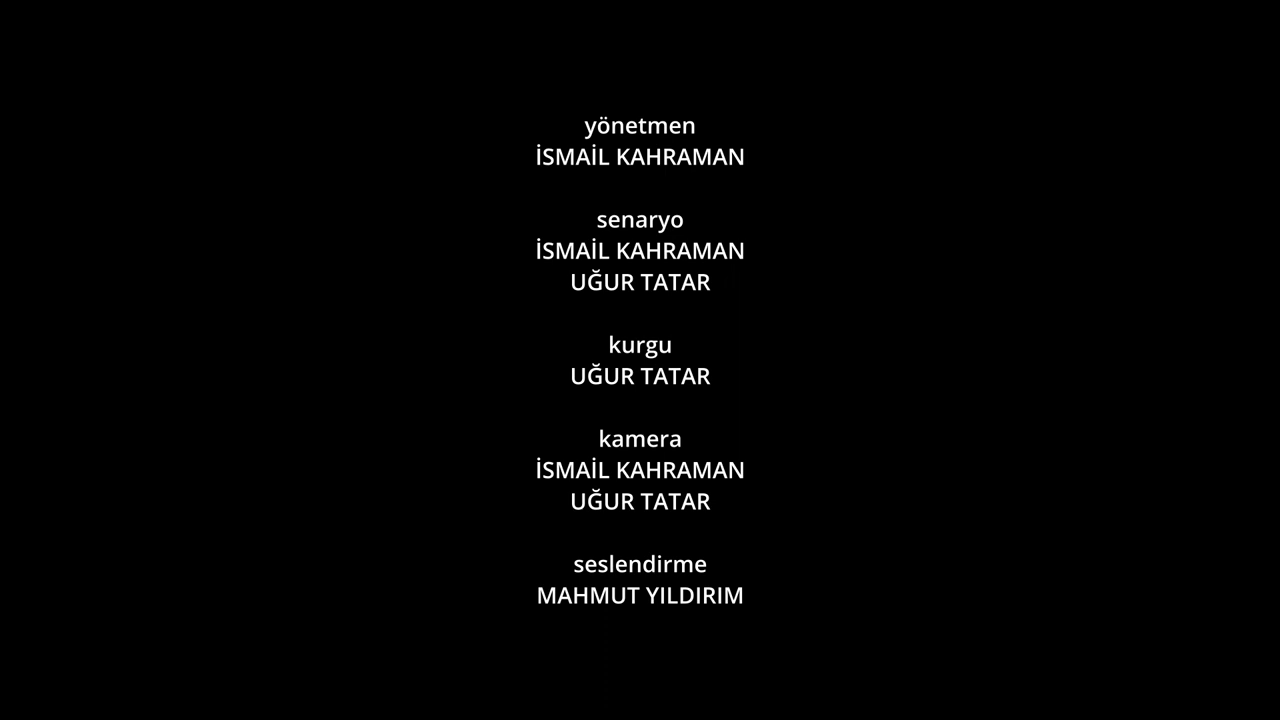 yönetmen
İSMAİL KAHRAMAN
senaryo
İSMAİL KAHRAMAN
UĞUR TATAR
kurgu
UĞUR TATAR
kamera
İSMAİL KAHRAMAN
UĞUR TATAR
seslendirme
MAHMUT YILDIRIM